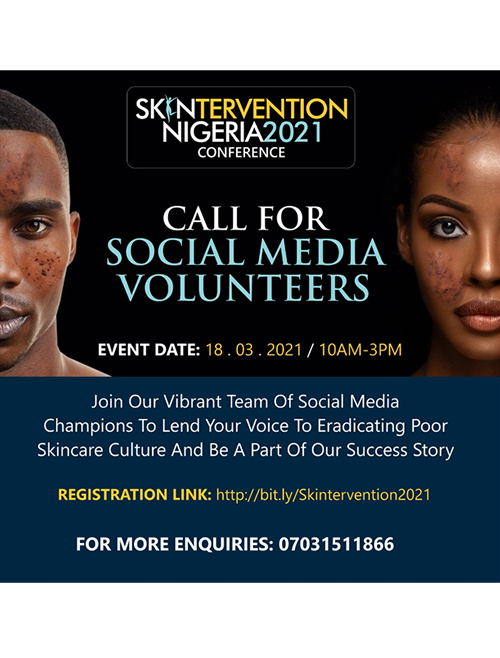 SKINTERVENTION
NIGERIA2021
CONFERENCE
CALL FOR
SOCIAL MEDIA
VOLUNTEERS
EVENT DATE: 18 . 03 . 2021 / 10AM-3PM
Join Our Vibrant Team Of Social Media
Champions To Lend Your Voice To Eradicating Poor
Skincare Culture And Be A Part Of Our Success Story
REGISTRATION LINK: http://bit.ly/Skintervention2021
FOR MORE ENQUIRIES: 07031511866